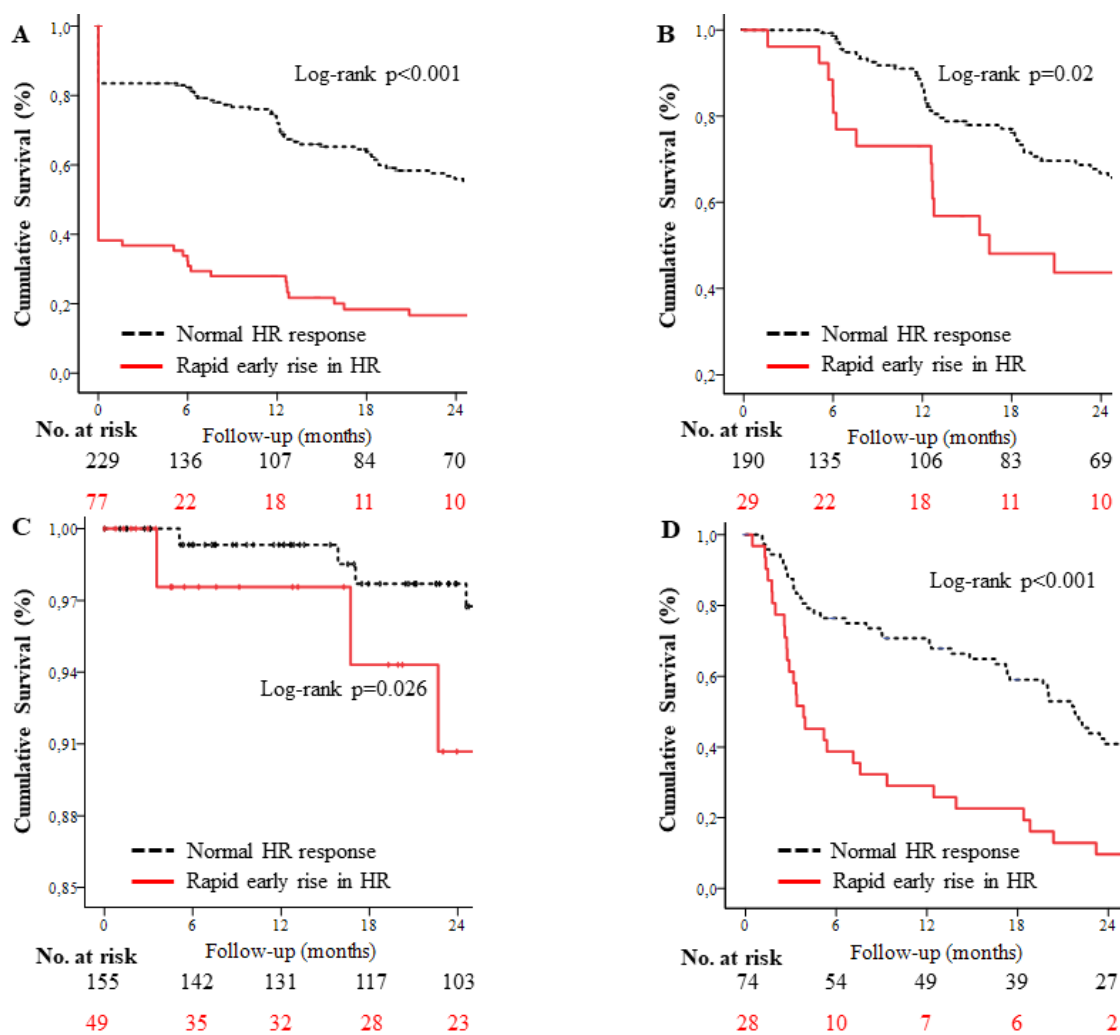 A
Cumulative Survival (%)
1,0
0,8
0,6
0,4
0,2
0,0
Log-rank p<0.001
Normal HR response
Rapid early rise in HR
0 6 12 18 24
No. at risk Follow-up (months)
229 136 107 84 70
77 22 18 11 10
B
Cumulative Survival (%)
1,0
0,8
0,6
0,4
0,2
Log-rank p=0.02
Normal HR response
Rapid early rise in HR
0 6 12 18 24
No. at risk Follow-up (months)
190 135 106 83 69
29 22 18 11 10
C
Cumulative Survival (%)
1,00
0,97
0,94
0,91
0,88
0,85
Log-rank p=0.026
Normal HR response
Rapid early rise in HR
0 6 12 18 24
No. at risk Follow-up (months)
155 142 131 117 103
49 35 32 28 23
D
Cumulative Survival (%)
1,0
0,8
0,6
0,4
0,2
0,0
Log-rank p<0.001
Normal HR response
Rapid early rise in HR
0 6 12 18 24
No. at risk Follow-up (months)
74 54 49 39 27
28 10 7 6 2